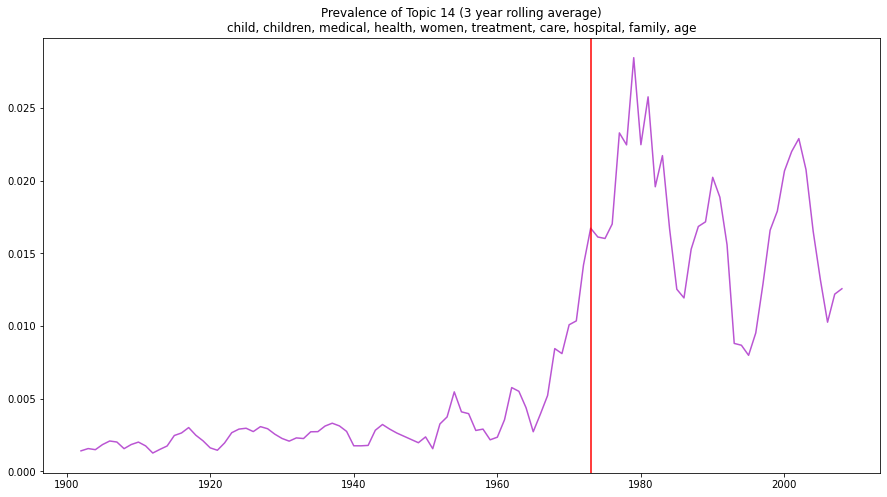 Prevalence of Topic 14 (3 year rolling average)
child, children, medical, health, women, treatment, care, hospital, family, age
0.025
0.020
0.015
0.010
0.005
0.000
1900 1920 1940 1960 1980 2000